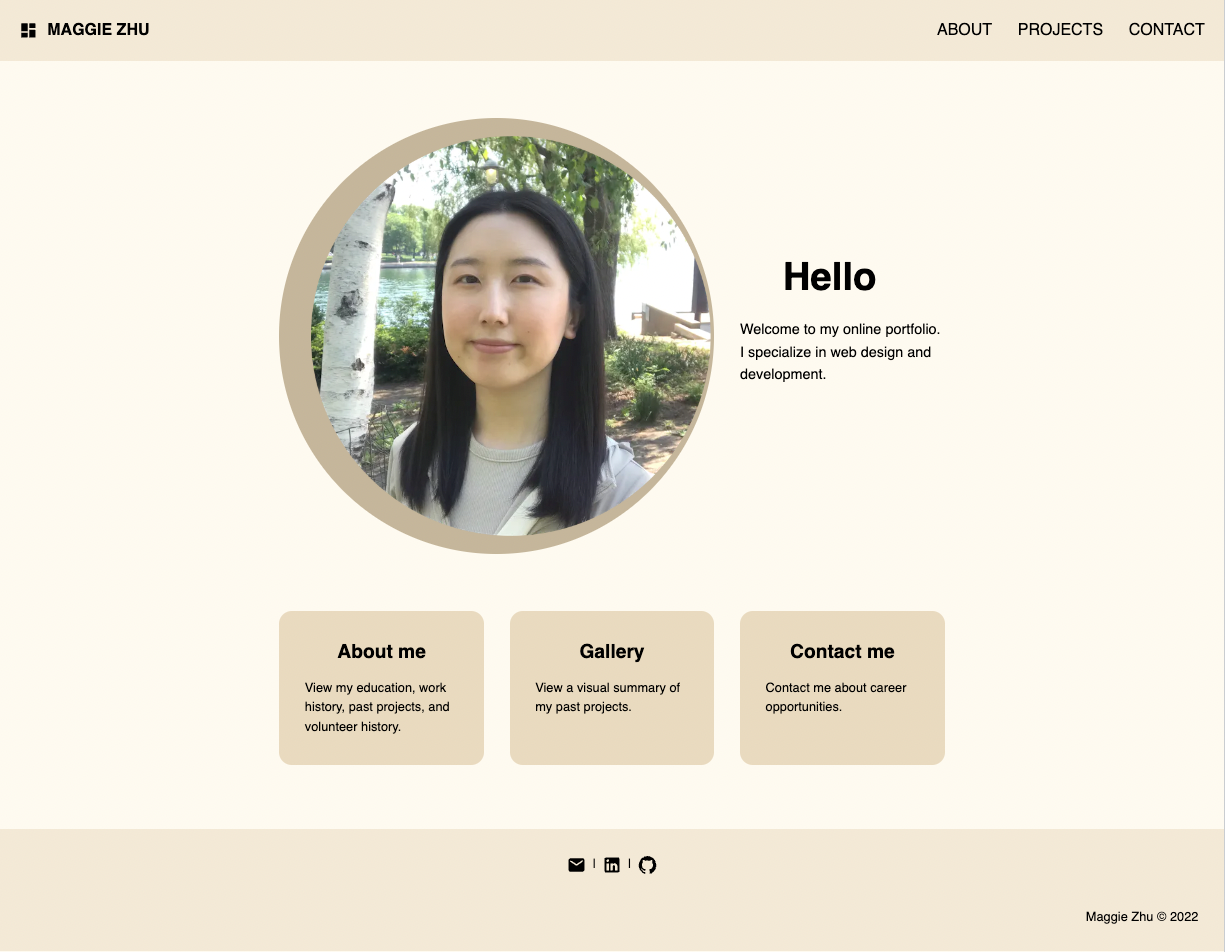 MAGGIE ZHU
ABOUT PROJECTS CONTACT
Hello
Welcome to my online portfolio.
I specialize in web design and
development.
About me
View my education, work
history, past projects, and
volunteer history.
Gallery
View a visual summary of
my past projects.
Contact me
Contact me about career
opportunities.
| in |
Maggie Zhu © 2022